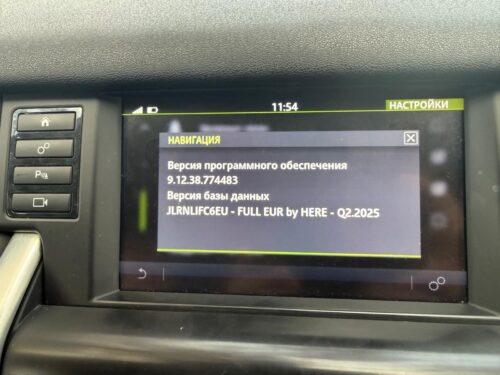 11:54
НАСТРОЙКИ
НАВИГАЦИЯ
Версия программного обеспечения
9.12.38.774483
Версия базы данных
JLRNLIFC6EU - FULL EUR by HERE - Q2.2025